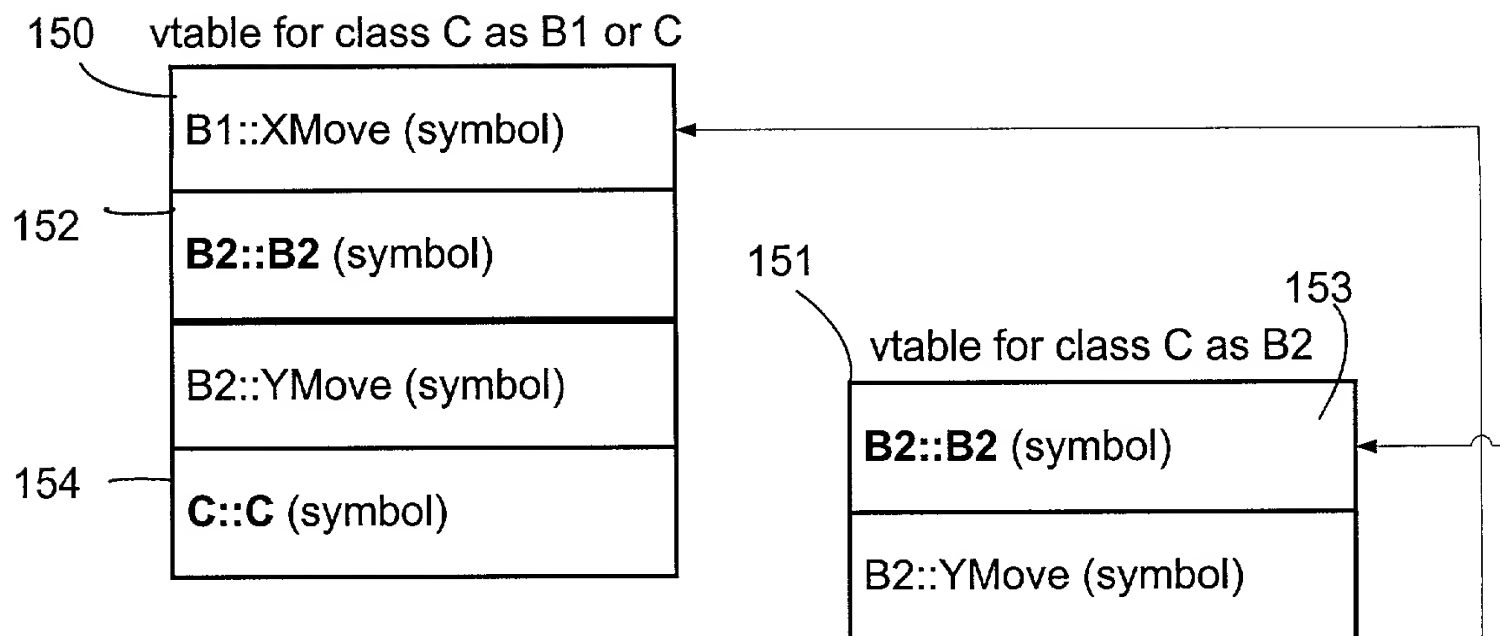 150 vtable for class C as B1 or C
B1::XMove (symbol)
152
B2::B2 (symbol)
B2::YMove (symbol)
154
C::C (symbol)
151
153
vtable for class C as B2
B2::B2 (symbol)
B2::YMove (symbol)